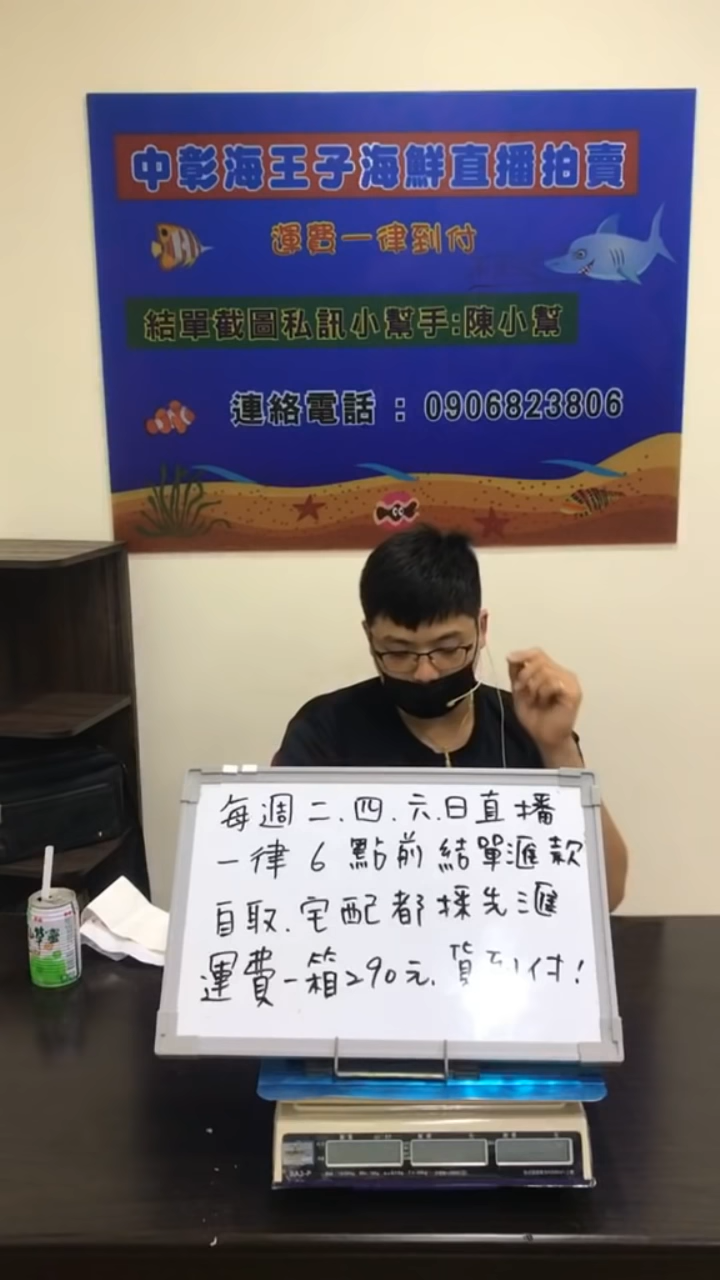 中彰海王子海鮮直播拍賣
運費一律到付
結單截圖私訊小幫手:陳小幫
連絡電話 : 0906823806
每週二.四.六.日直播
一律6點前結單匯款
自取.宅配都採先匯
運費一箱290元.貨到付!